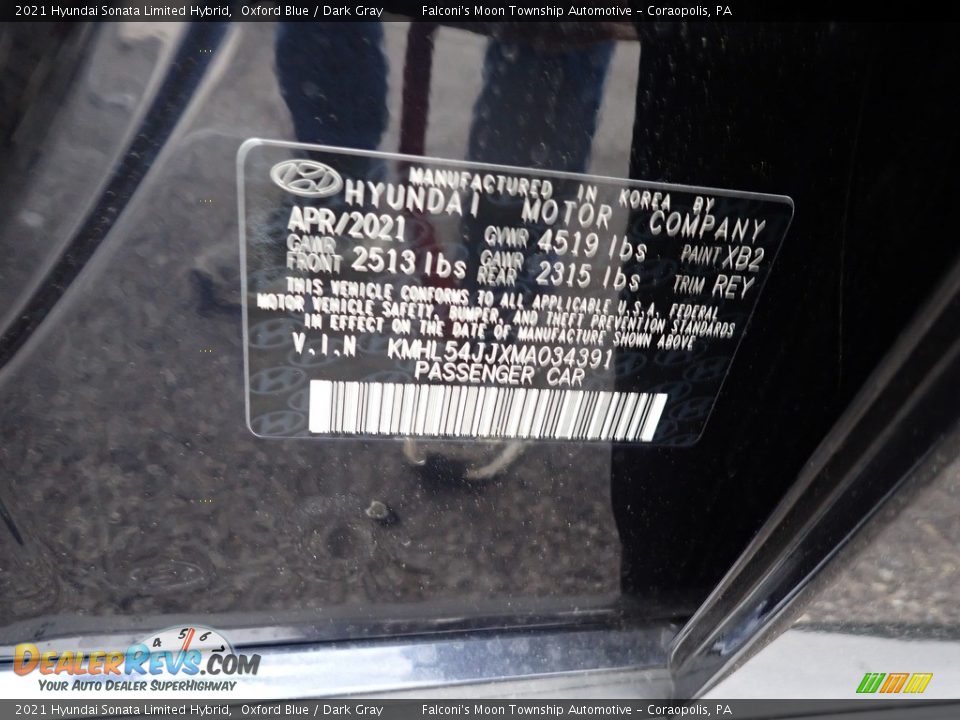 2021 Hyundai Sonata Limited Hybrid, Oxford Blue / Dark Gray Falconi's Moon Township Automotive - Coraopolis, PA
MANUFACTURED IN KOREA BY
HYUNDAI MOTOR COMPANY
APR/2021 GVWR 4519 lbs PAINT XB2
GAWR FRONT 2513 lbs GAWR REAR 2315 lbs TRIM REY
THIS VEHICLE CONFORMS TO ALL APPLICABLE U.S.A. FEDERAL
MOTOR VEHICLE SAFETY, BUMPER, AND THEFT PREVENTION STANDARDS
IN EFFECT ON THE DATE OF MANUFACTURE SHOWN ABOVE
V.I.N KMHL54JJXMA034391
PASSENGER CAR
4 5 6 7
DEALERREVS.COM
YOUR AUTO DEALER SUPERHIGHWAY
2021 Hyundai Sonata Limited Hybrid, Oxford Blue / Dark Gray Falconi's Moon Township Automotive - Coraopolis, PA